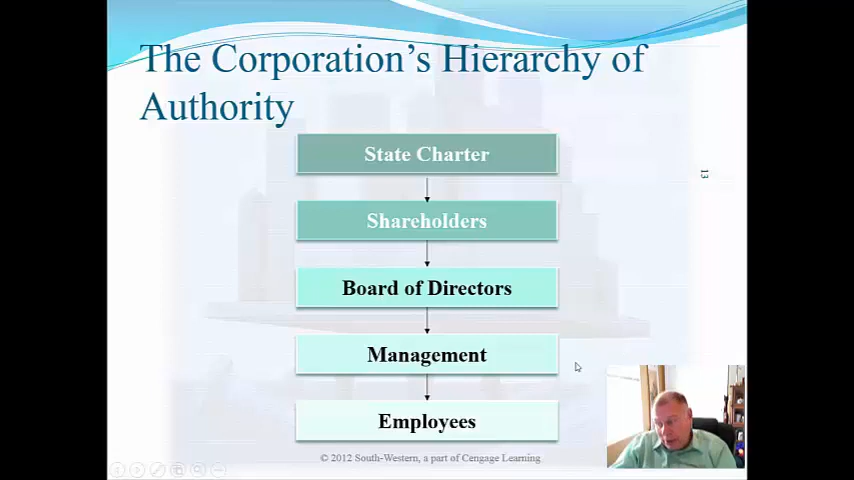 The Corporation's Hierarchy of
Authority
State Charter
13
Shareholders
Board of Directors
Management
Employees
© 2012 South-Western, a part of Cengage Learning